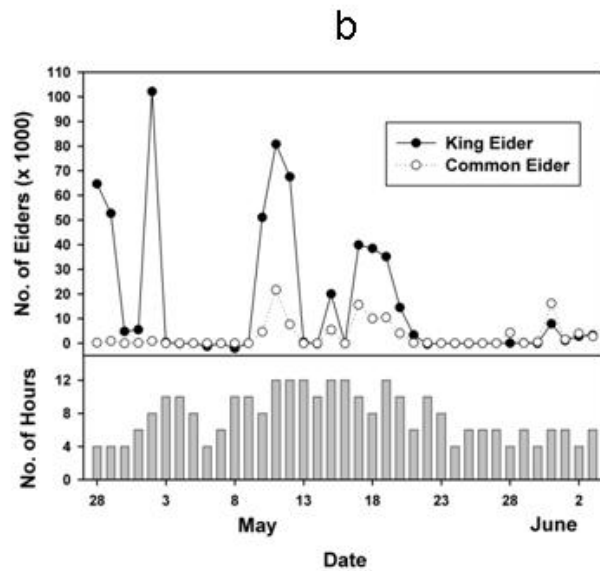 b
110
100
90
80
70
60
50
40
30
20
10
0
No. of Eiders (x 1000)
King Eider
Common Eider
12
8
4
0
No. of Hours
28 3 8 13 18 23 28 2
May June
Date